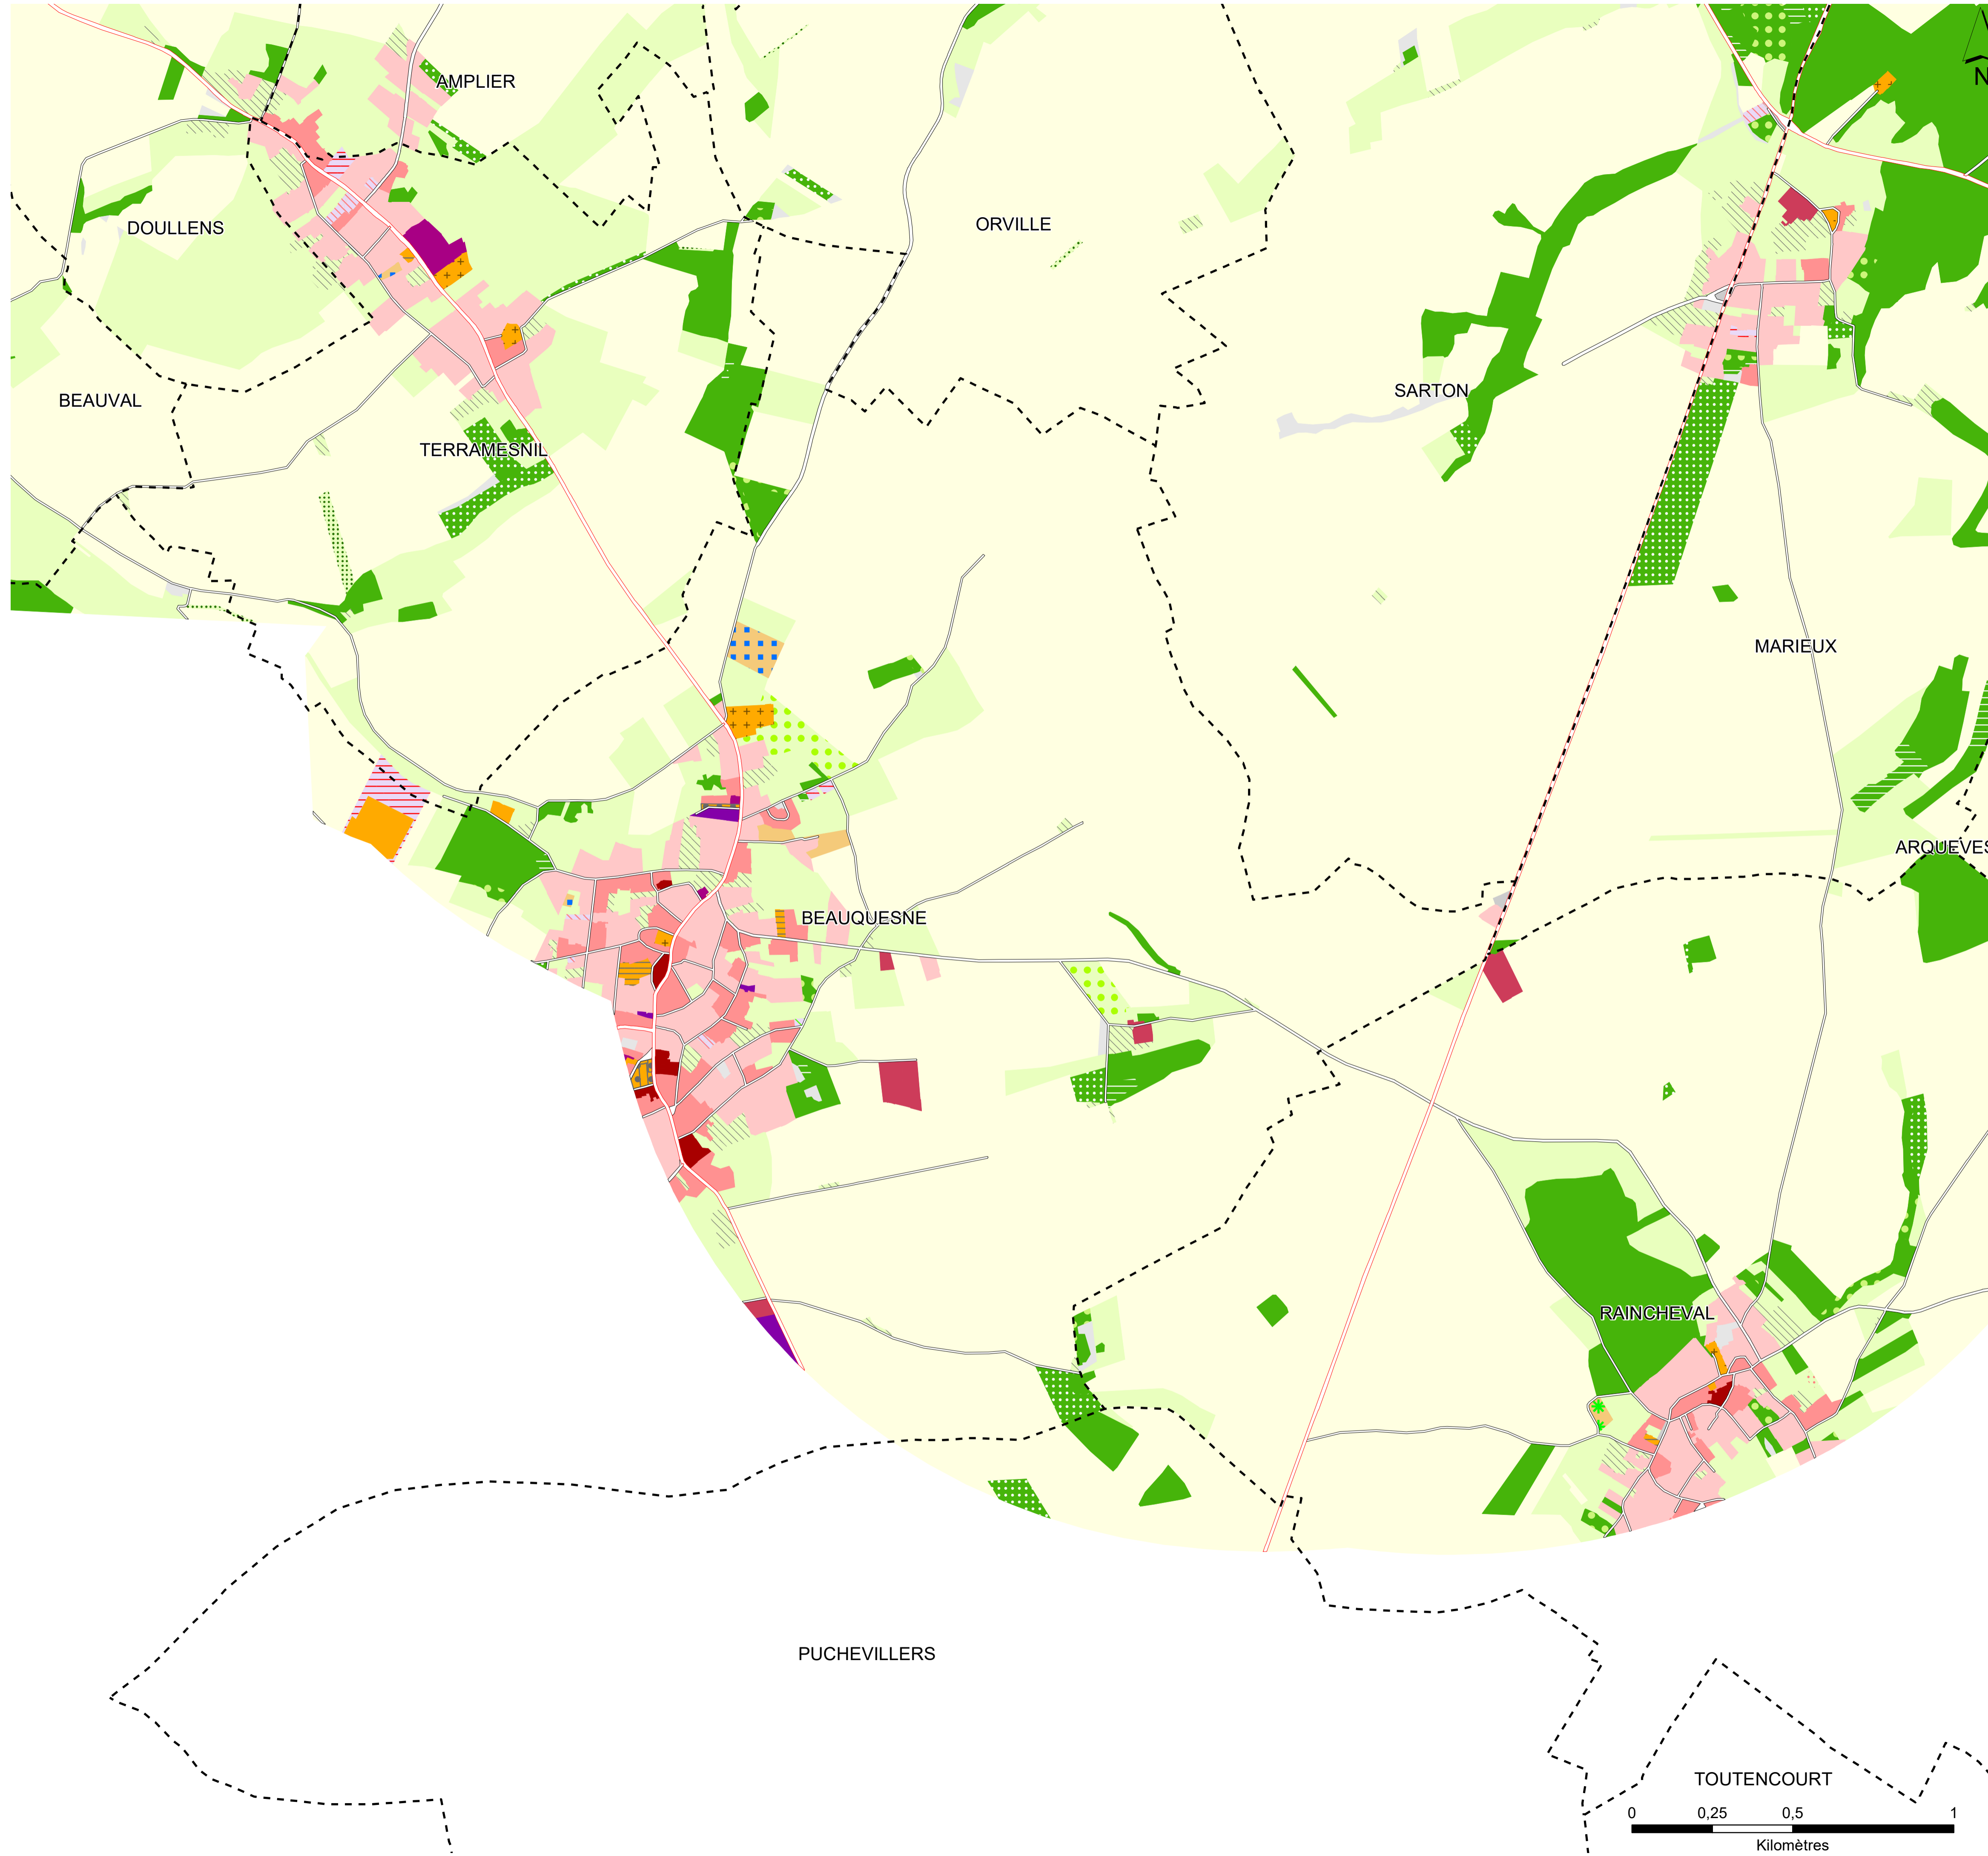 AMPLIER
N
DOULLENS
ORVILLE
SARTON
BEAUVAL
TERRAMESNIL
MARIEUX
ARQUEVES
BEAUQUESNE
RAINCHEVAL
PUCHEVILLERS
TOUTENCOURT
0 0,25 0,5 1
Kilomètres